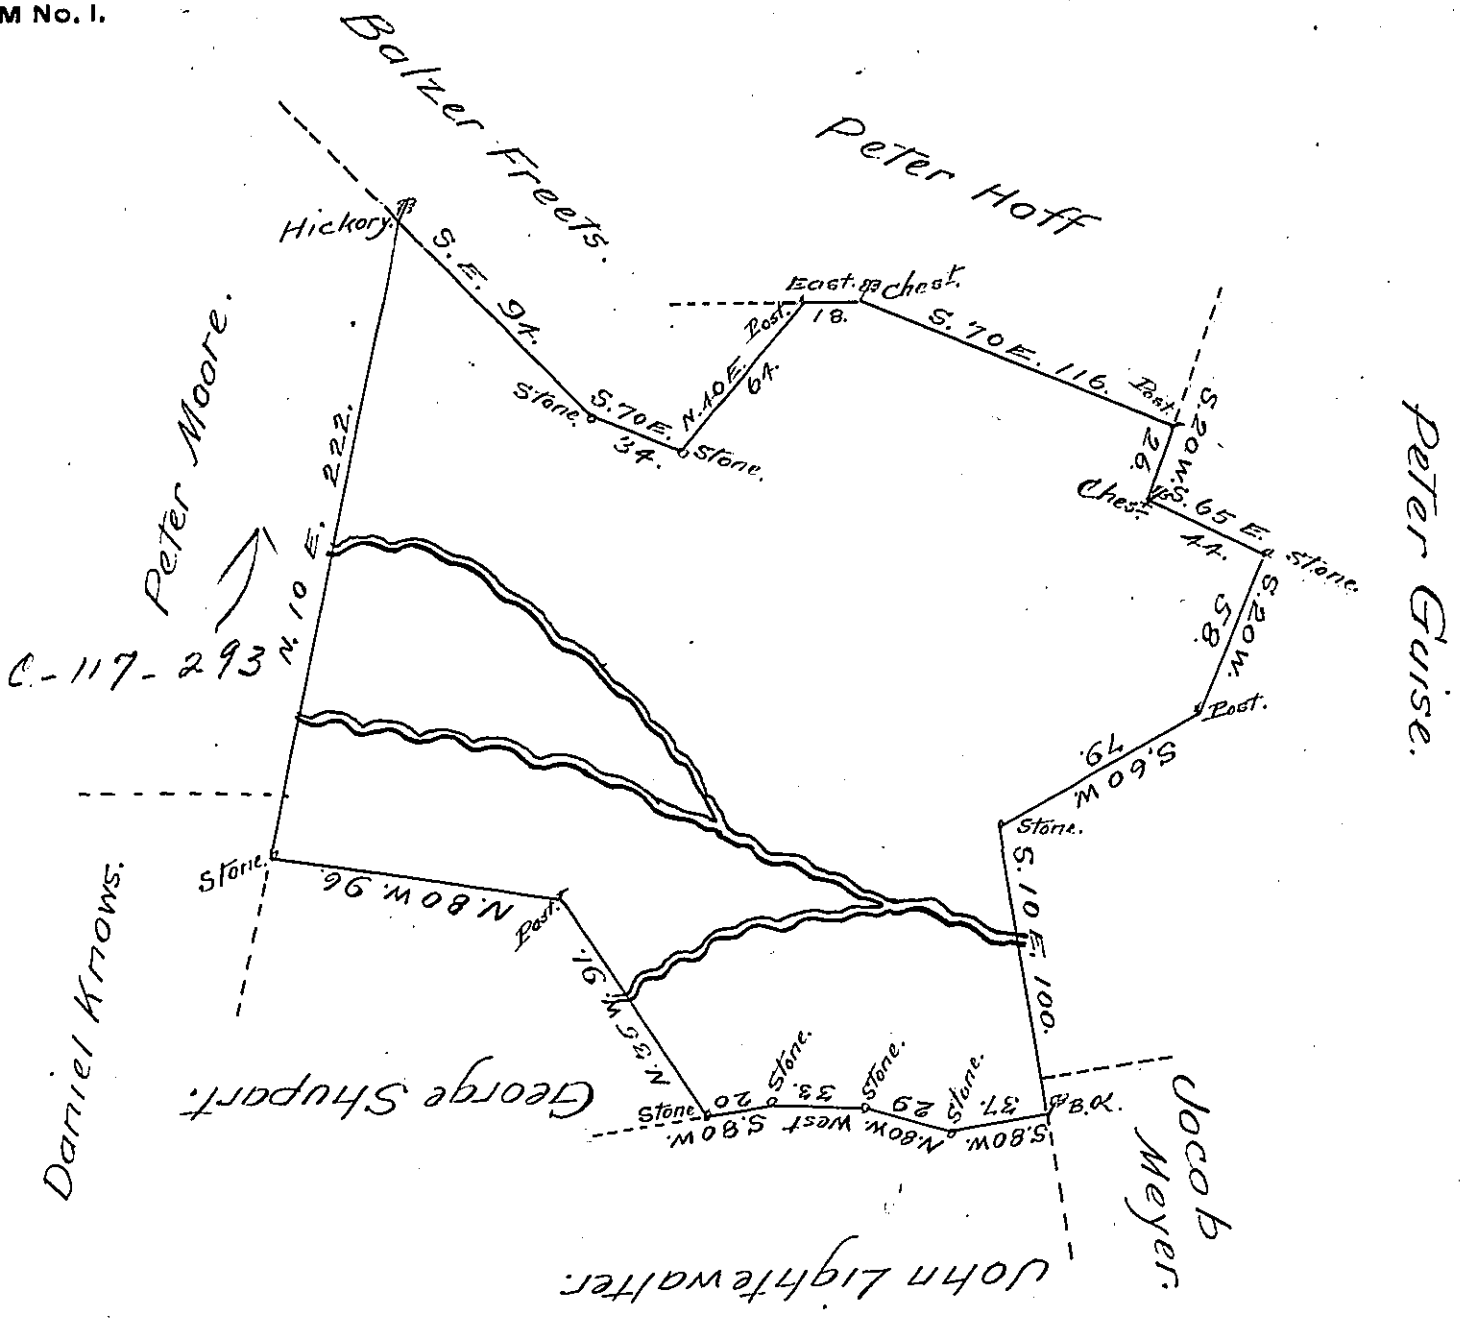 M No. 1.
Balzer Freets.
Peter Hoff
Hickory.
S. E. 94.
East.
Chest.
18.
Post.
S. 70 E. 116.
Post.
Stone.
S. 70 E.
34.
Stone.
N. 40 E.
64.
S. 20 W.
26.
Chest.
S. 65 E.
44.
Stone.
Peter Guise.
S. 20 W.
58.
Post.
S. 60 W.
79.
Stone.
S. 10 E. 100.
B. O.
Jocob
Meyer.
S. 80 W.
37.
Stone.
N. 80 W.
29
Stone.
West
33.
Stone.
S. 80 W.
20
Stone
John Lightewalter.
N. 35 W. 91.
Post.
George Shupart.
N. 80 W. 96.
Stone.
Daniel Knows.
N. 10 E. 222.
Peter Moore.
C-117-293